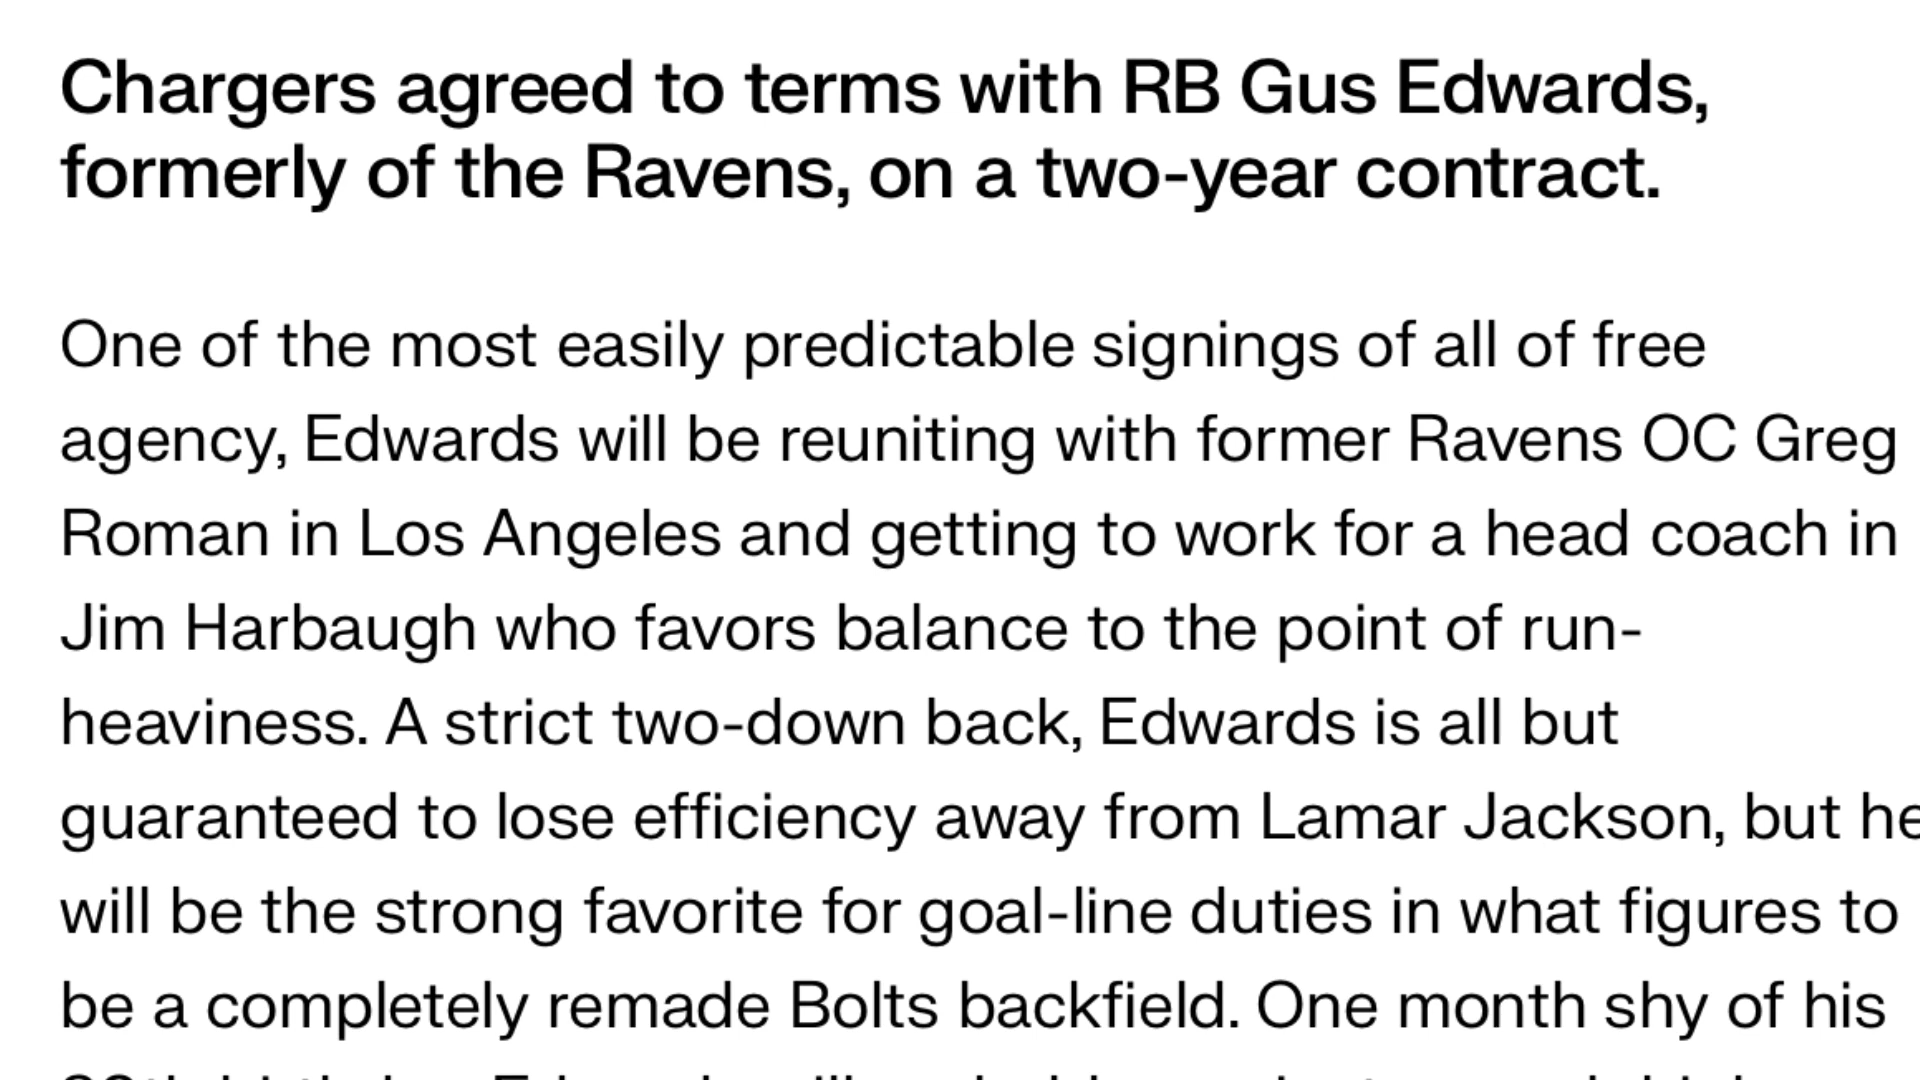 Chargers agreed to terms with RB Gus Edwards,
formerly of the Ravens, on a two-year contract.
One of the most easily predictable signings of all of free
agency, Edwards will be reuniting with former Ravens OC Greg
Roman in Los Angeles and getting to work for a head coach in
Jim Harbaugh who favors balance to the point of run-
heaviness. A strict two-down back, Edwards is all but
guaranteed to lose efficiency away from Lamar Jackson, but he
will be the strong favorite for goal-line duties in what figures to
be a completely remade Bolts backfield. One month shy of his